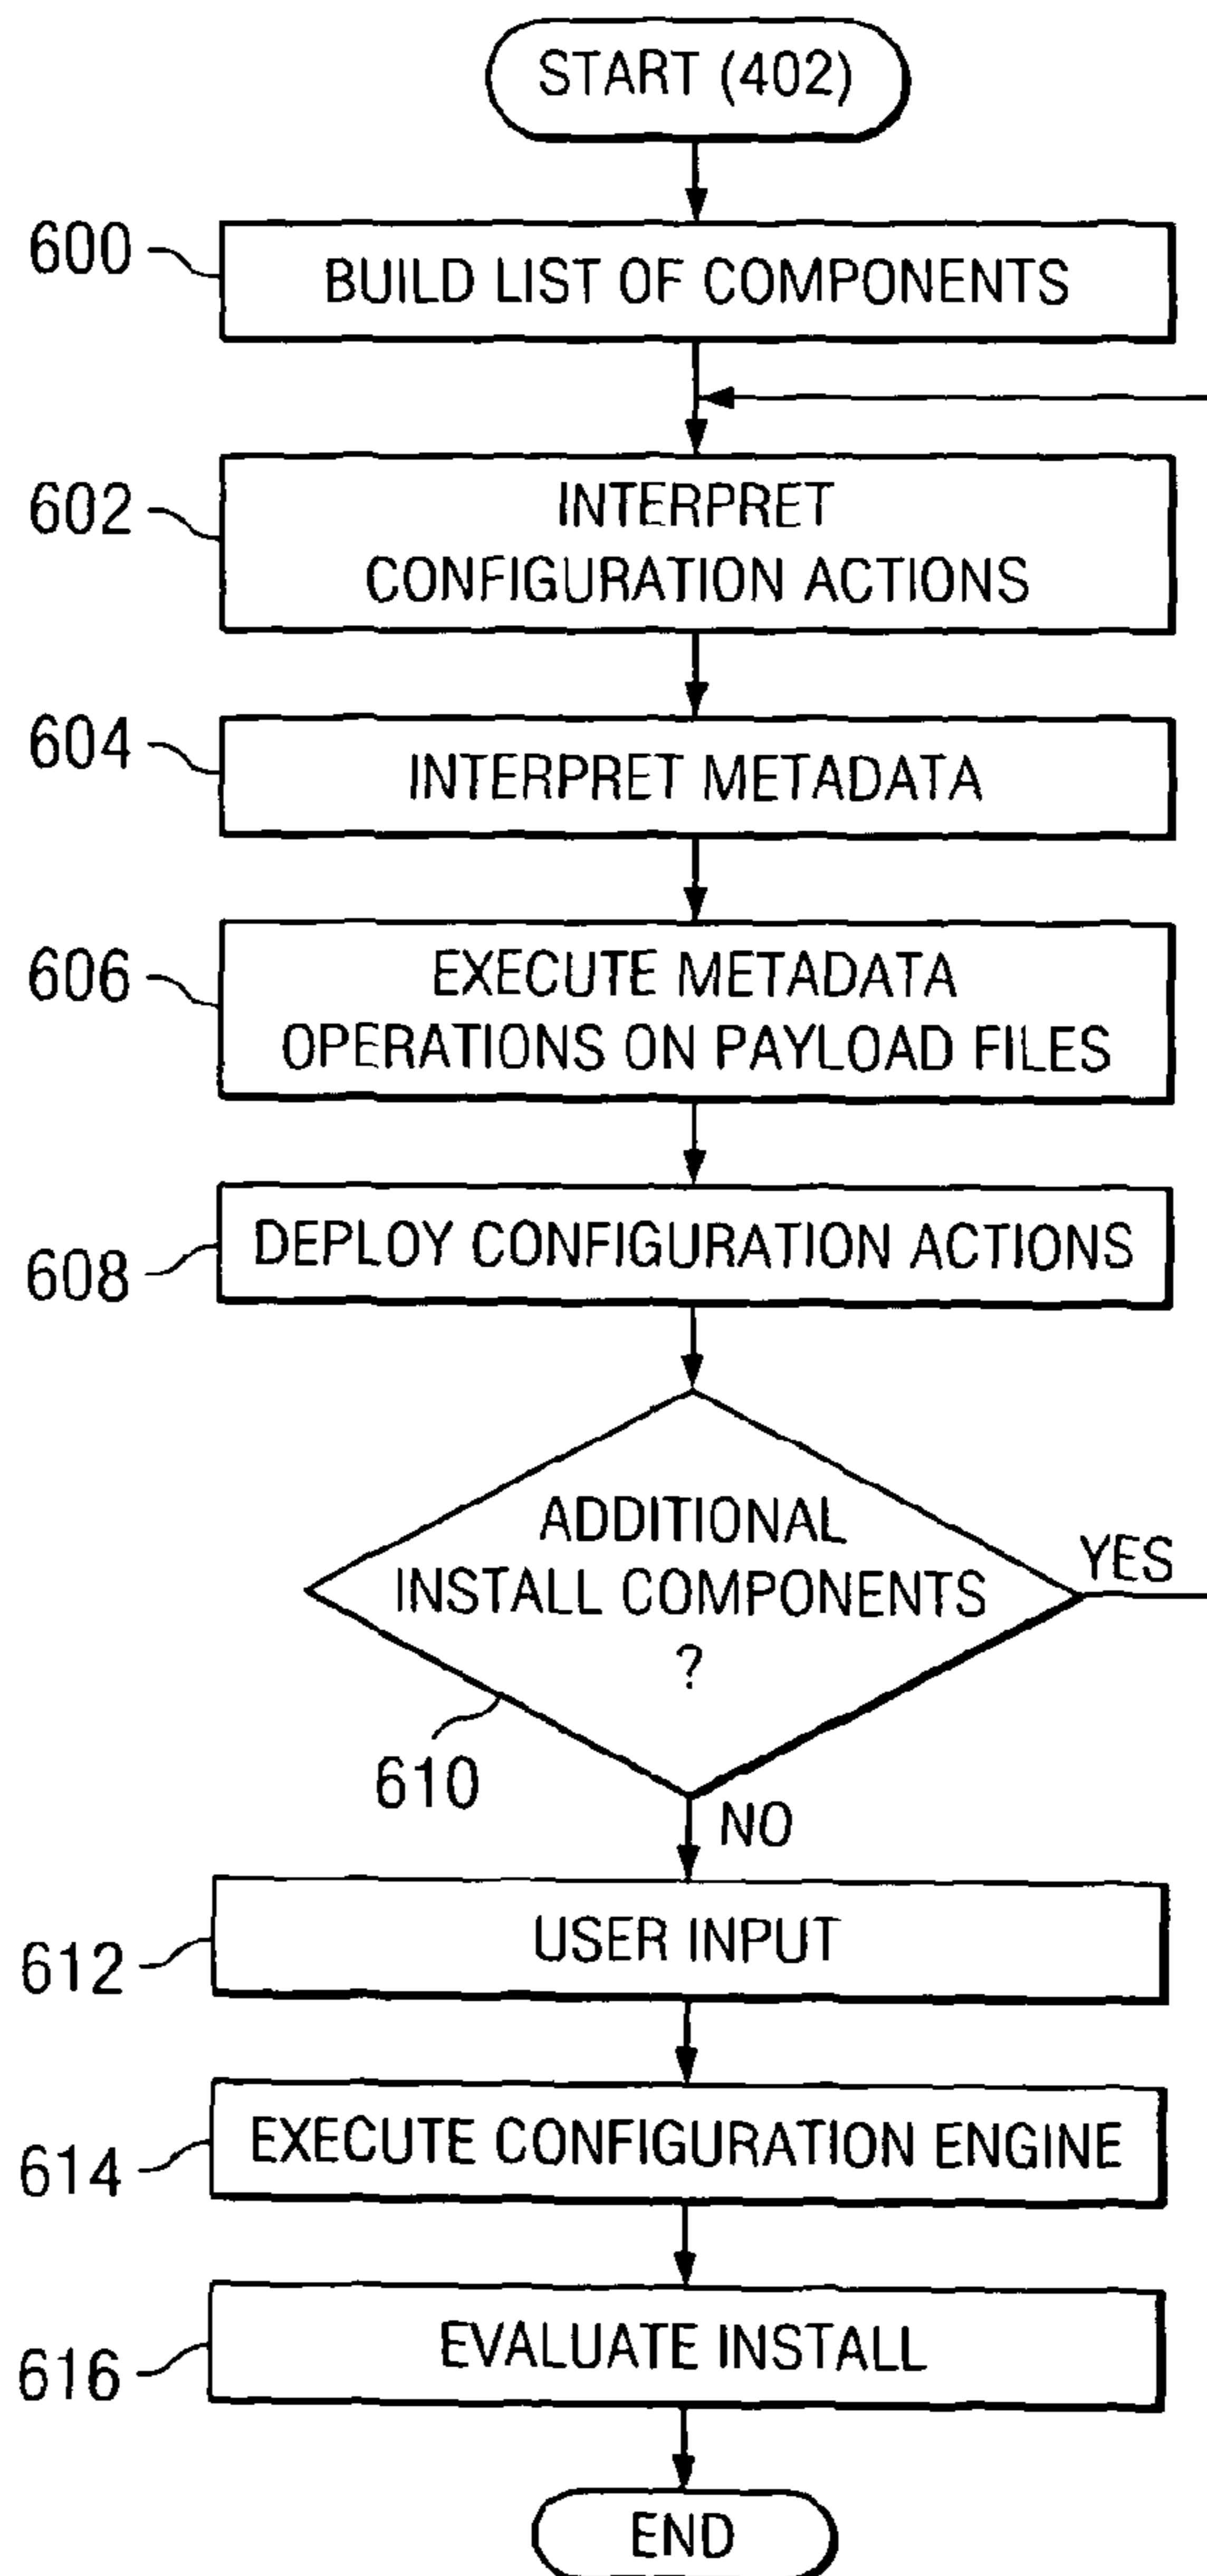 START (402)
600
BUILD LIST OF COMPONENTS
602
INTERPRET
CONFIGURATION ACTIONS
604
INTERPRET METADATA
606
EXECUTE METADATA
OPERATIONS ON PAYLOAD FILES
608
DEPLOY CONFIGURATION ACTIONS
ADDITIONAL
INSTALL COMPONENTS
?
YES
610
NO
612
USER INPUT
614
EXECUTE CONFIGURATION ENGINE
616
EVALUATE INSTALL
END